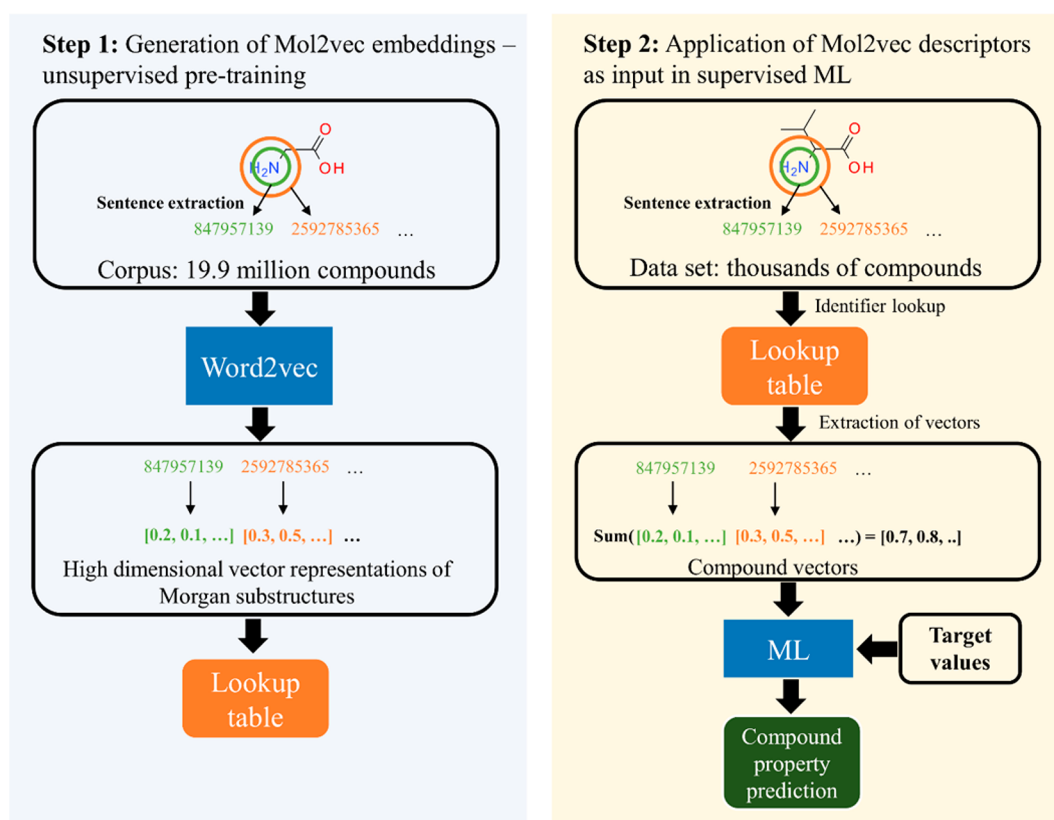 Step 1: Generation of Mol2vec embeddings –
unsupervised pre-training
H₂N
O
OH
Sentence extraction
847957139 2592785365 ...
Corpus: 19.9 million compounds
Word2vec
847957139 2592785365 ...
[0.2, 0.1, ...] [0.3, 0.5, ...] ...
High dimensional vector representations of
Morgan substructures
Lookup
table
Step 2: Application of Mol2vec descriptors
as input in supervised ML
H₂N
O
OH
Sentence extraction
847957139 2592785365 ...
Data set: thousands of compounds
Identifier lookup
Lookup
table
Extraction of vectors
847957139 2592785365 ...
Sum([0.2, 0.1, ...] [0.3, 0.5, ...] ...) = [0.7, 0.8, ..]
Compound vectors
ML
Target
values
Compound
property
prediction